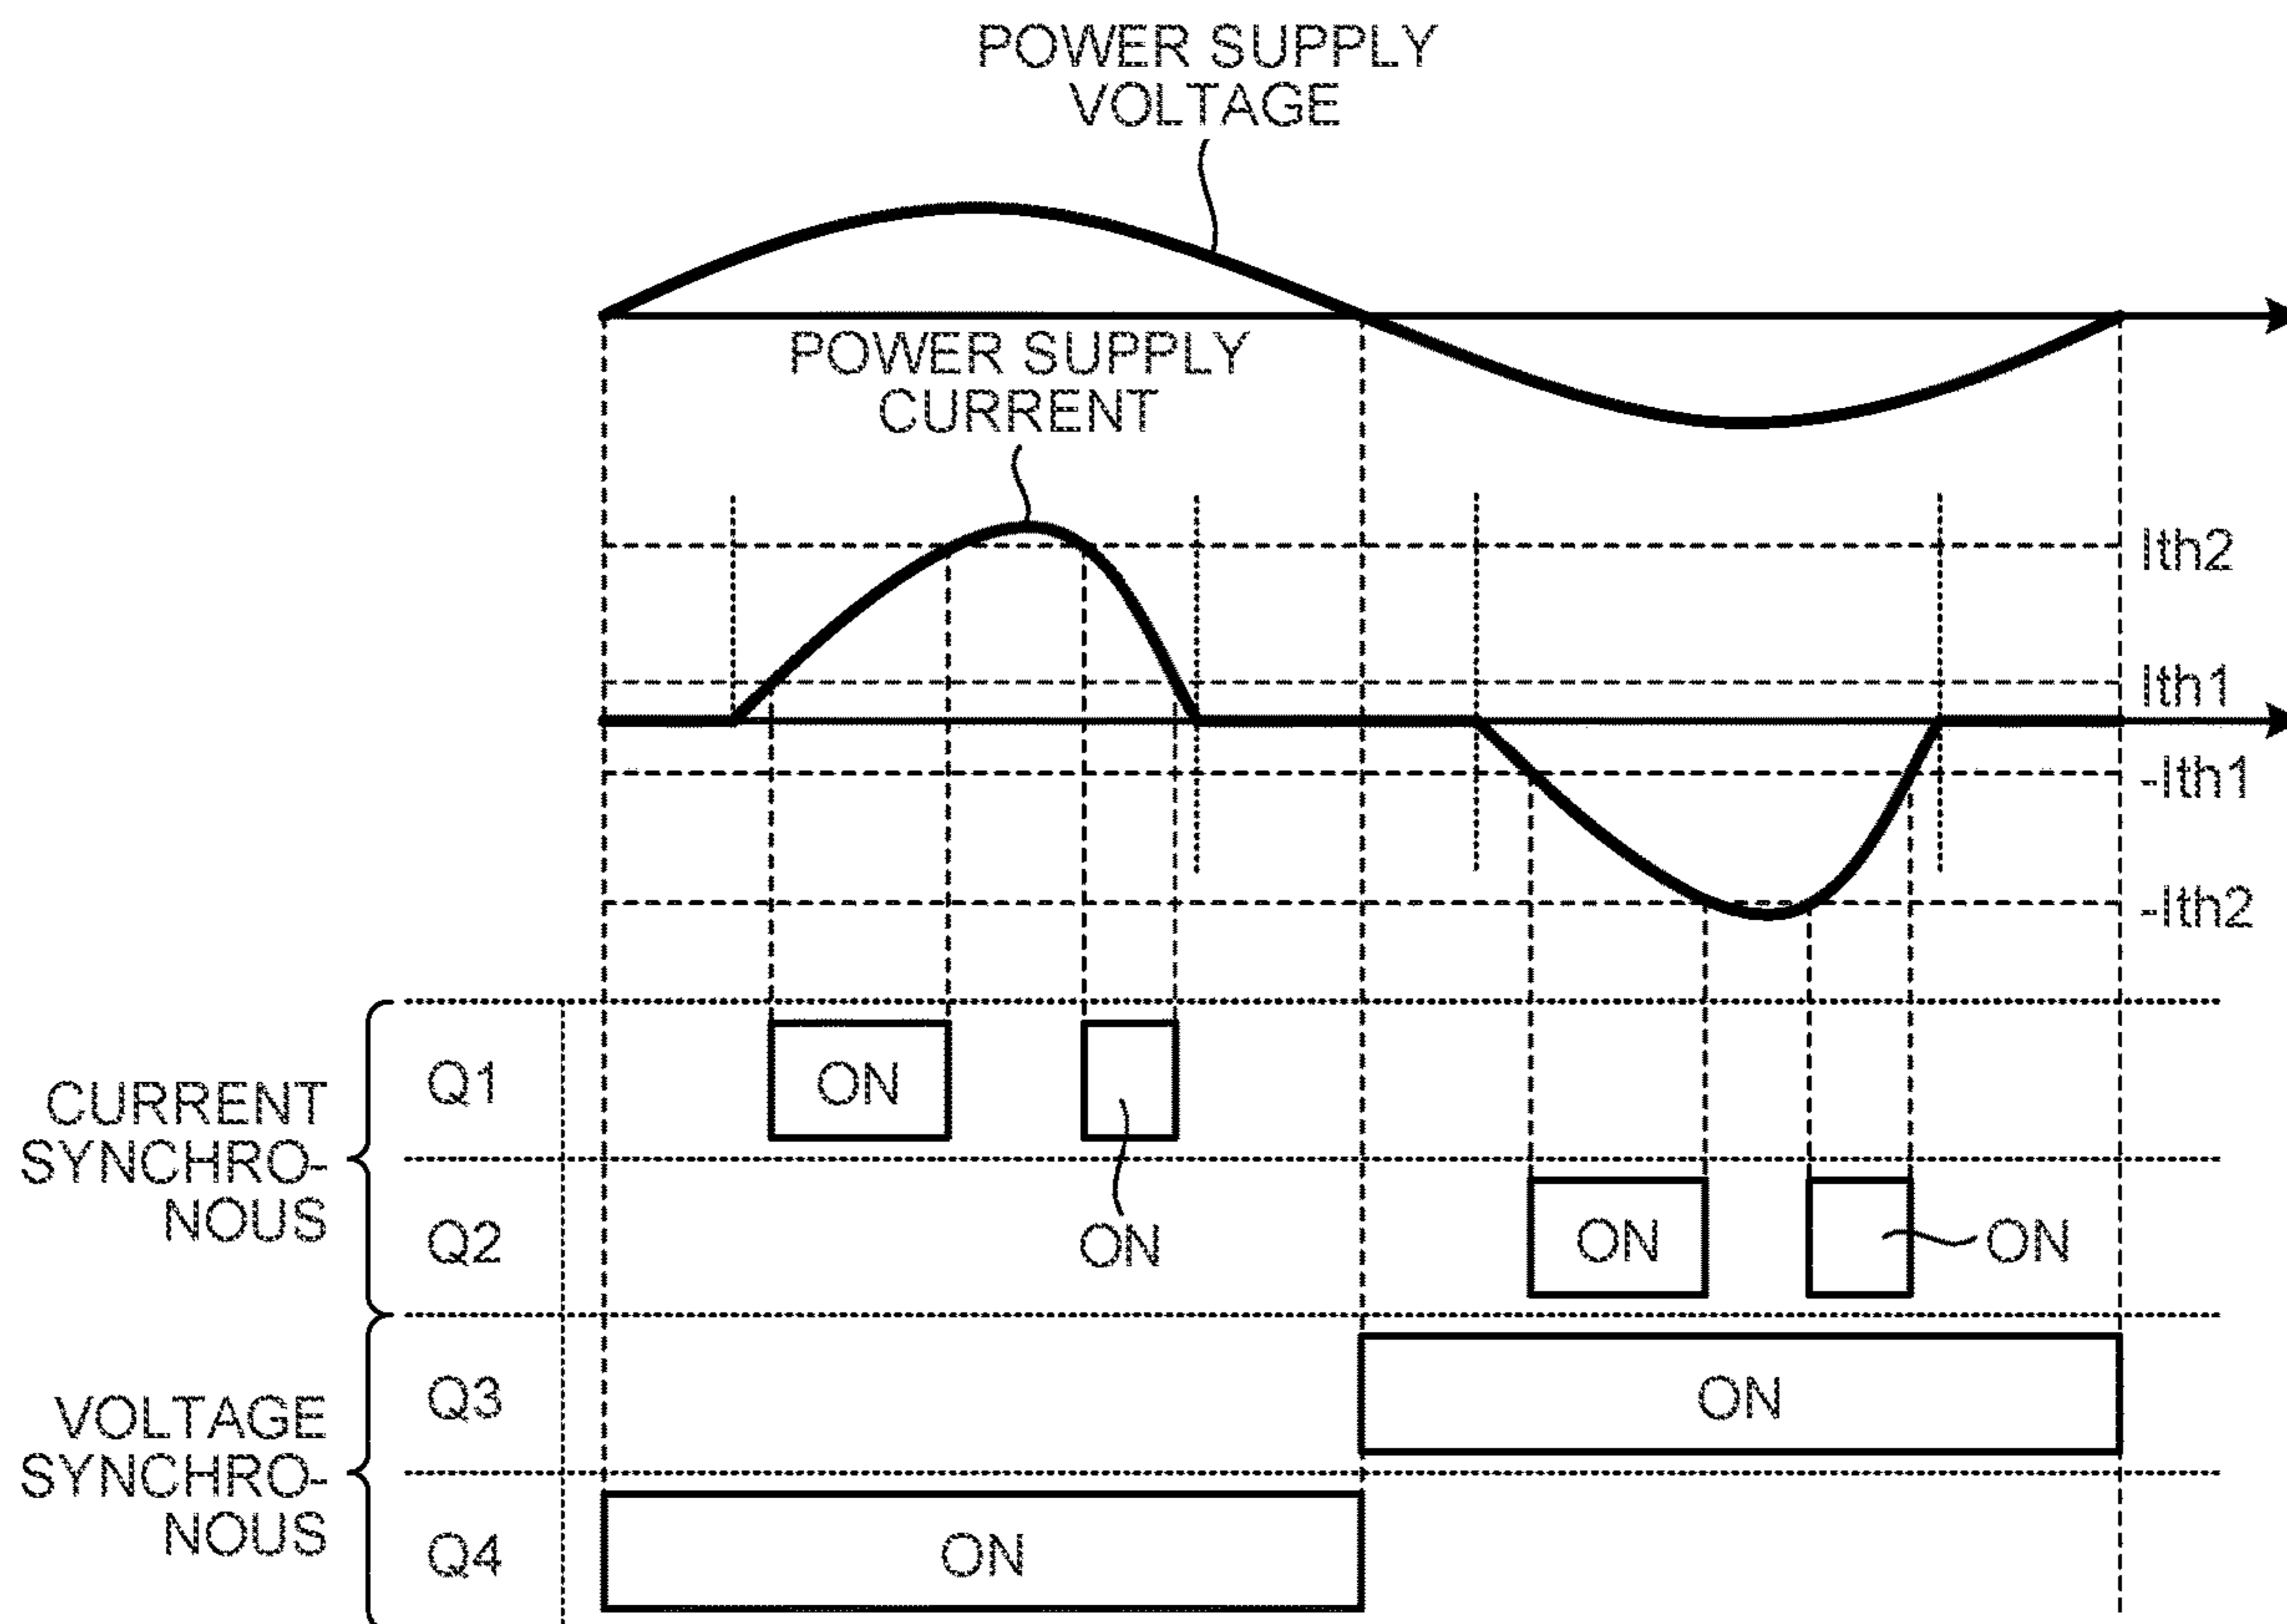 POWER SUPPLY
VOLTAGE
POWER SUPPLY
CURRENT
Ith2
Ith1
-Ith1
-Ith2
CURRENT
SYNCHRO-
NOUS
Q1
ON
ON
Q2
ON
ON
VOLTAGE
SYNCHRO-
NOUS
Q3
ON
Q4
ON